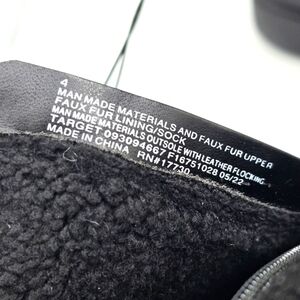 4
MAN MADE MATERIALS AND FAUX FUR UPPER
FAUX FUR LINING/SOCK
MAN MADE MATERIALS OUTSOLE WITH LEATHER FLOCKING
TARGET 093094667 F16751028 05/22
MADE IN CHINA RN#17730